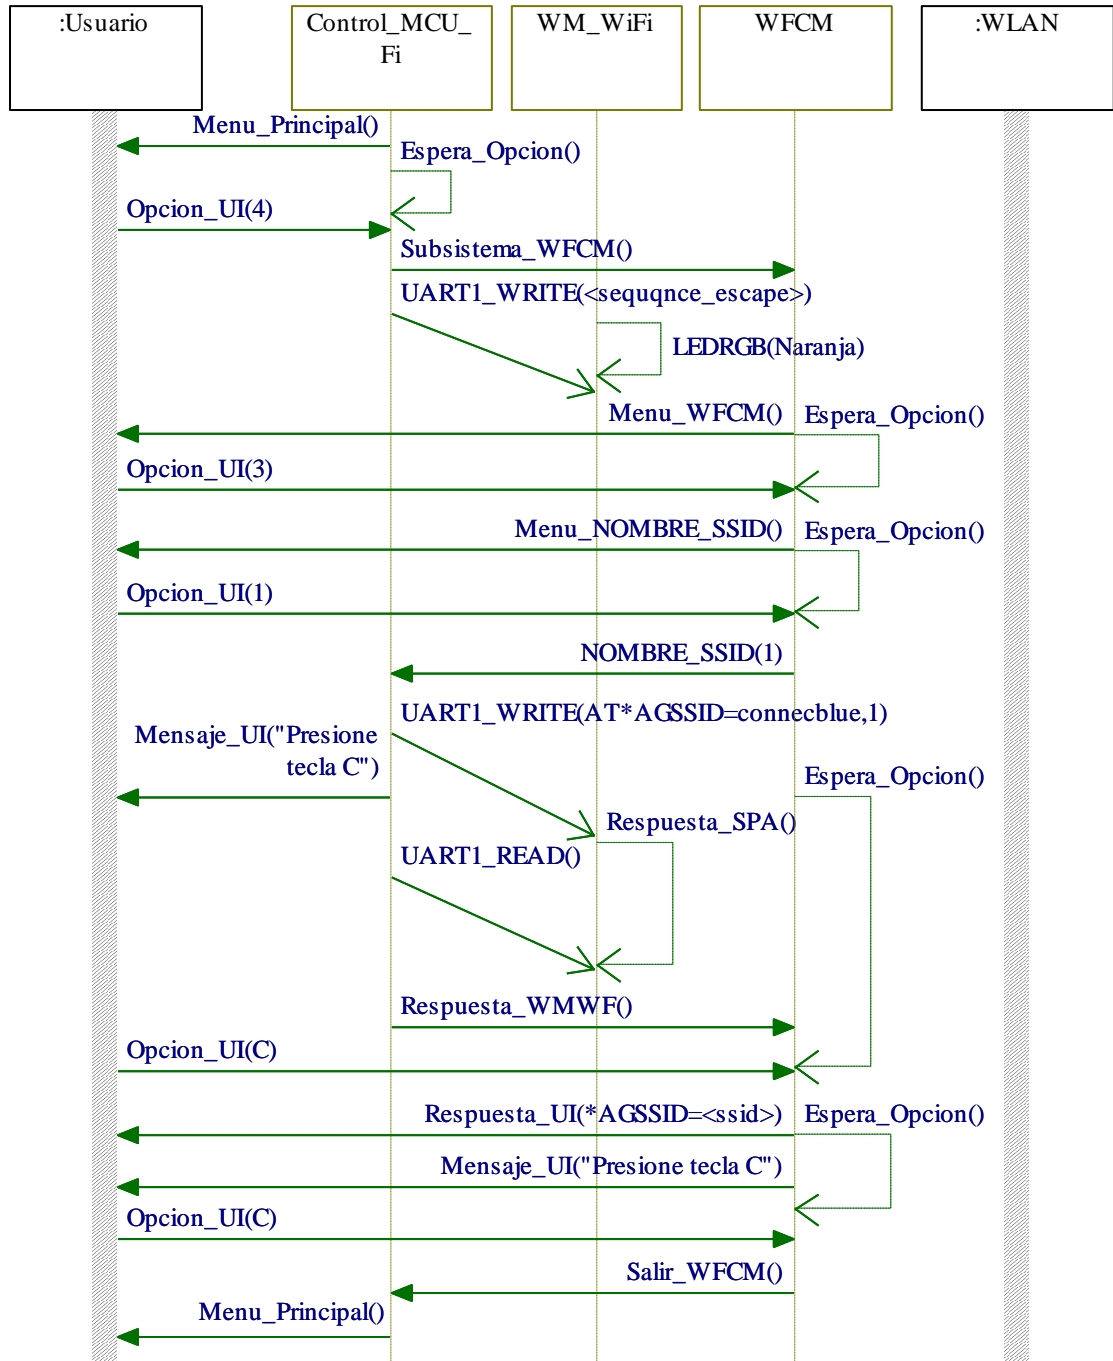 :Usuario
Control_MCU_
Fi
WM_WiFi
WFCM
:WLAN
Menu_Principal()
Espera_Opcion()
Opcion_UI(4)
Subsistema_WFCM()
UART1_WRITE(<sequqnce_escape>)
LEDRGB(Naranja)
Menu_WFCM()
Espera_Opcion()
Opcion_UI(3)
Menu_NOMBRE_SSID()
Espera_Opcion()
Opcion_UI(1)
NOMBRE_SSID(1)
UART1_WRITE(AT*AGSSID=connecblue,1)
Mensaje_UI("Presione
tecla C")
Espera_Opcion()
Respuesta_SPA()
UART1_READ()
Respuesta_WMWF()
Opcion_UI(C)
Respuesta_UI(*AGSSID=<ssid>)
Espera_Opcion()
Mensaje_UI("Presione tecla C")
Opcion_UI(C)
Salir_WFCM()
Menu_Principal()